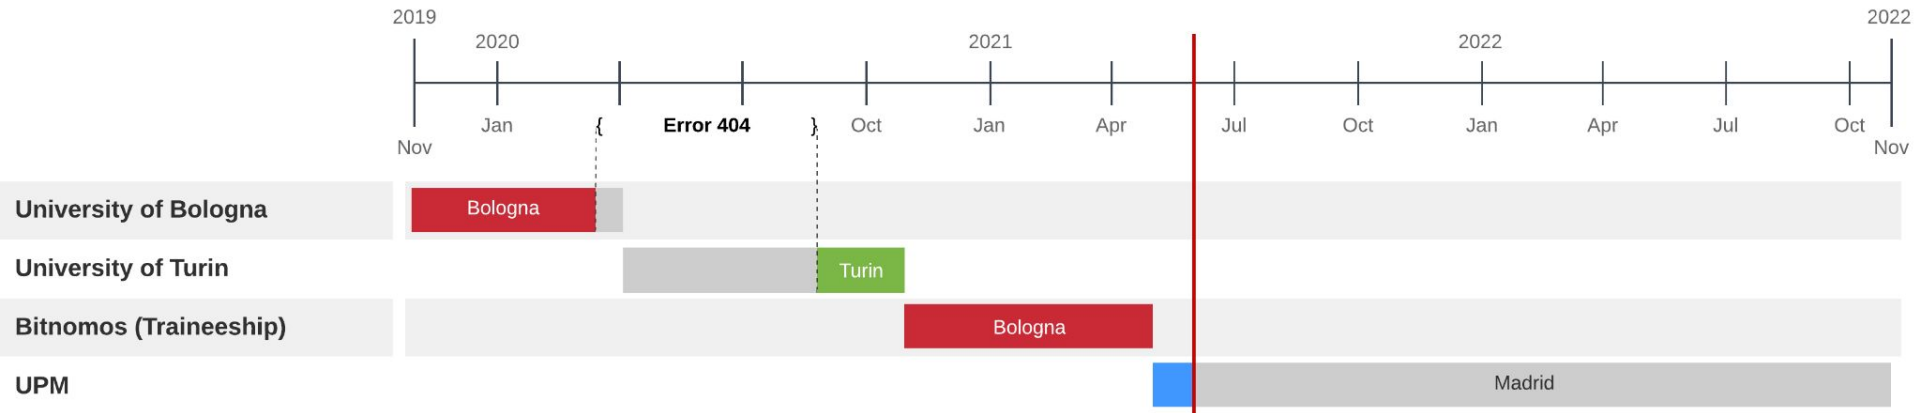 2019
2022
2020
2021
2022
Jan
{
Error 404
}
Oct
Jan
Apr
Jul
Oct
Jan
Apr
Jul
Oct
Nov
Nov
University of Bologna
Bologna
University of Turin
Turin
Bitnomos (Traineeship)
Bologna
UPM
Madrid